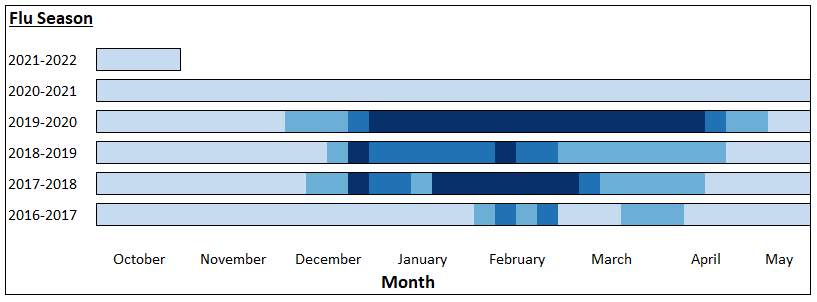 Flu Season
2021-2022
2020-2021
2019-2020
2018-2019
2017-2018
2016-2017
October November December January February March April May
Month